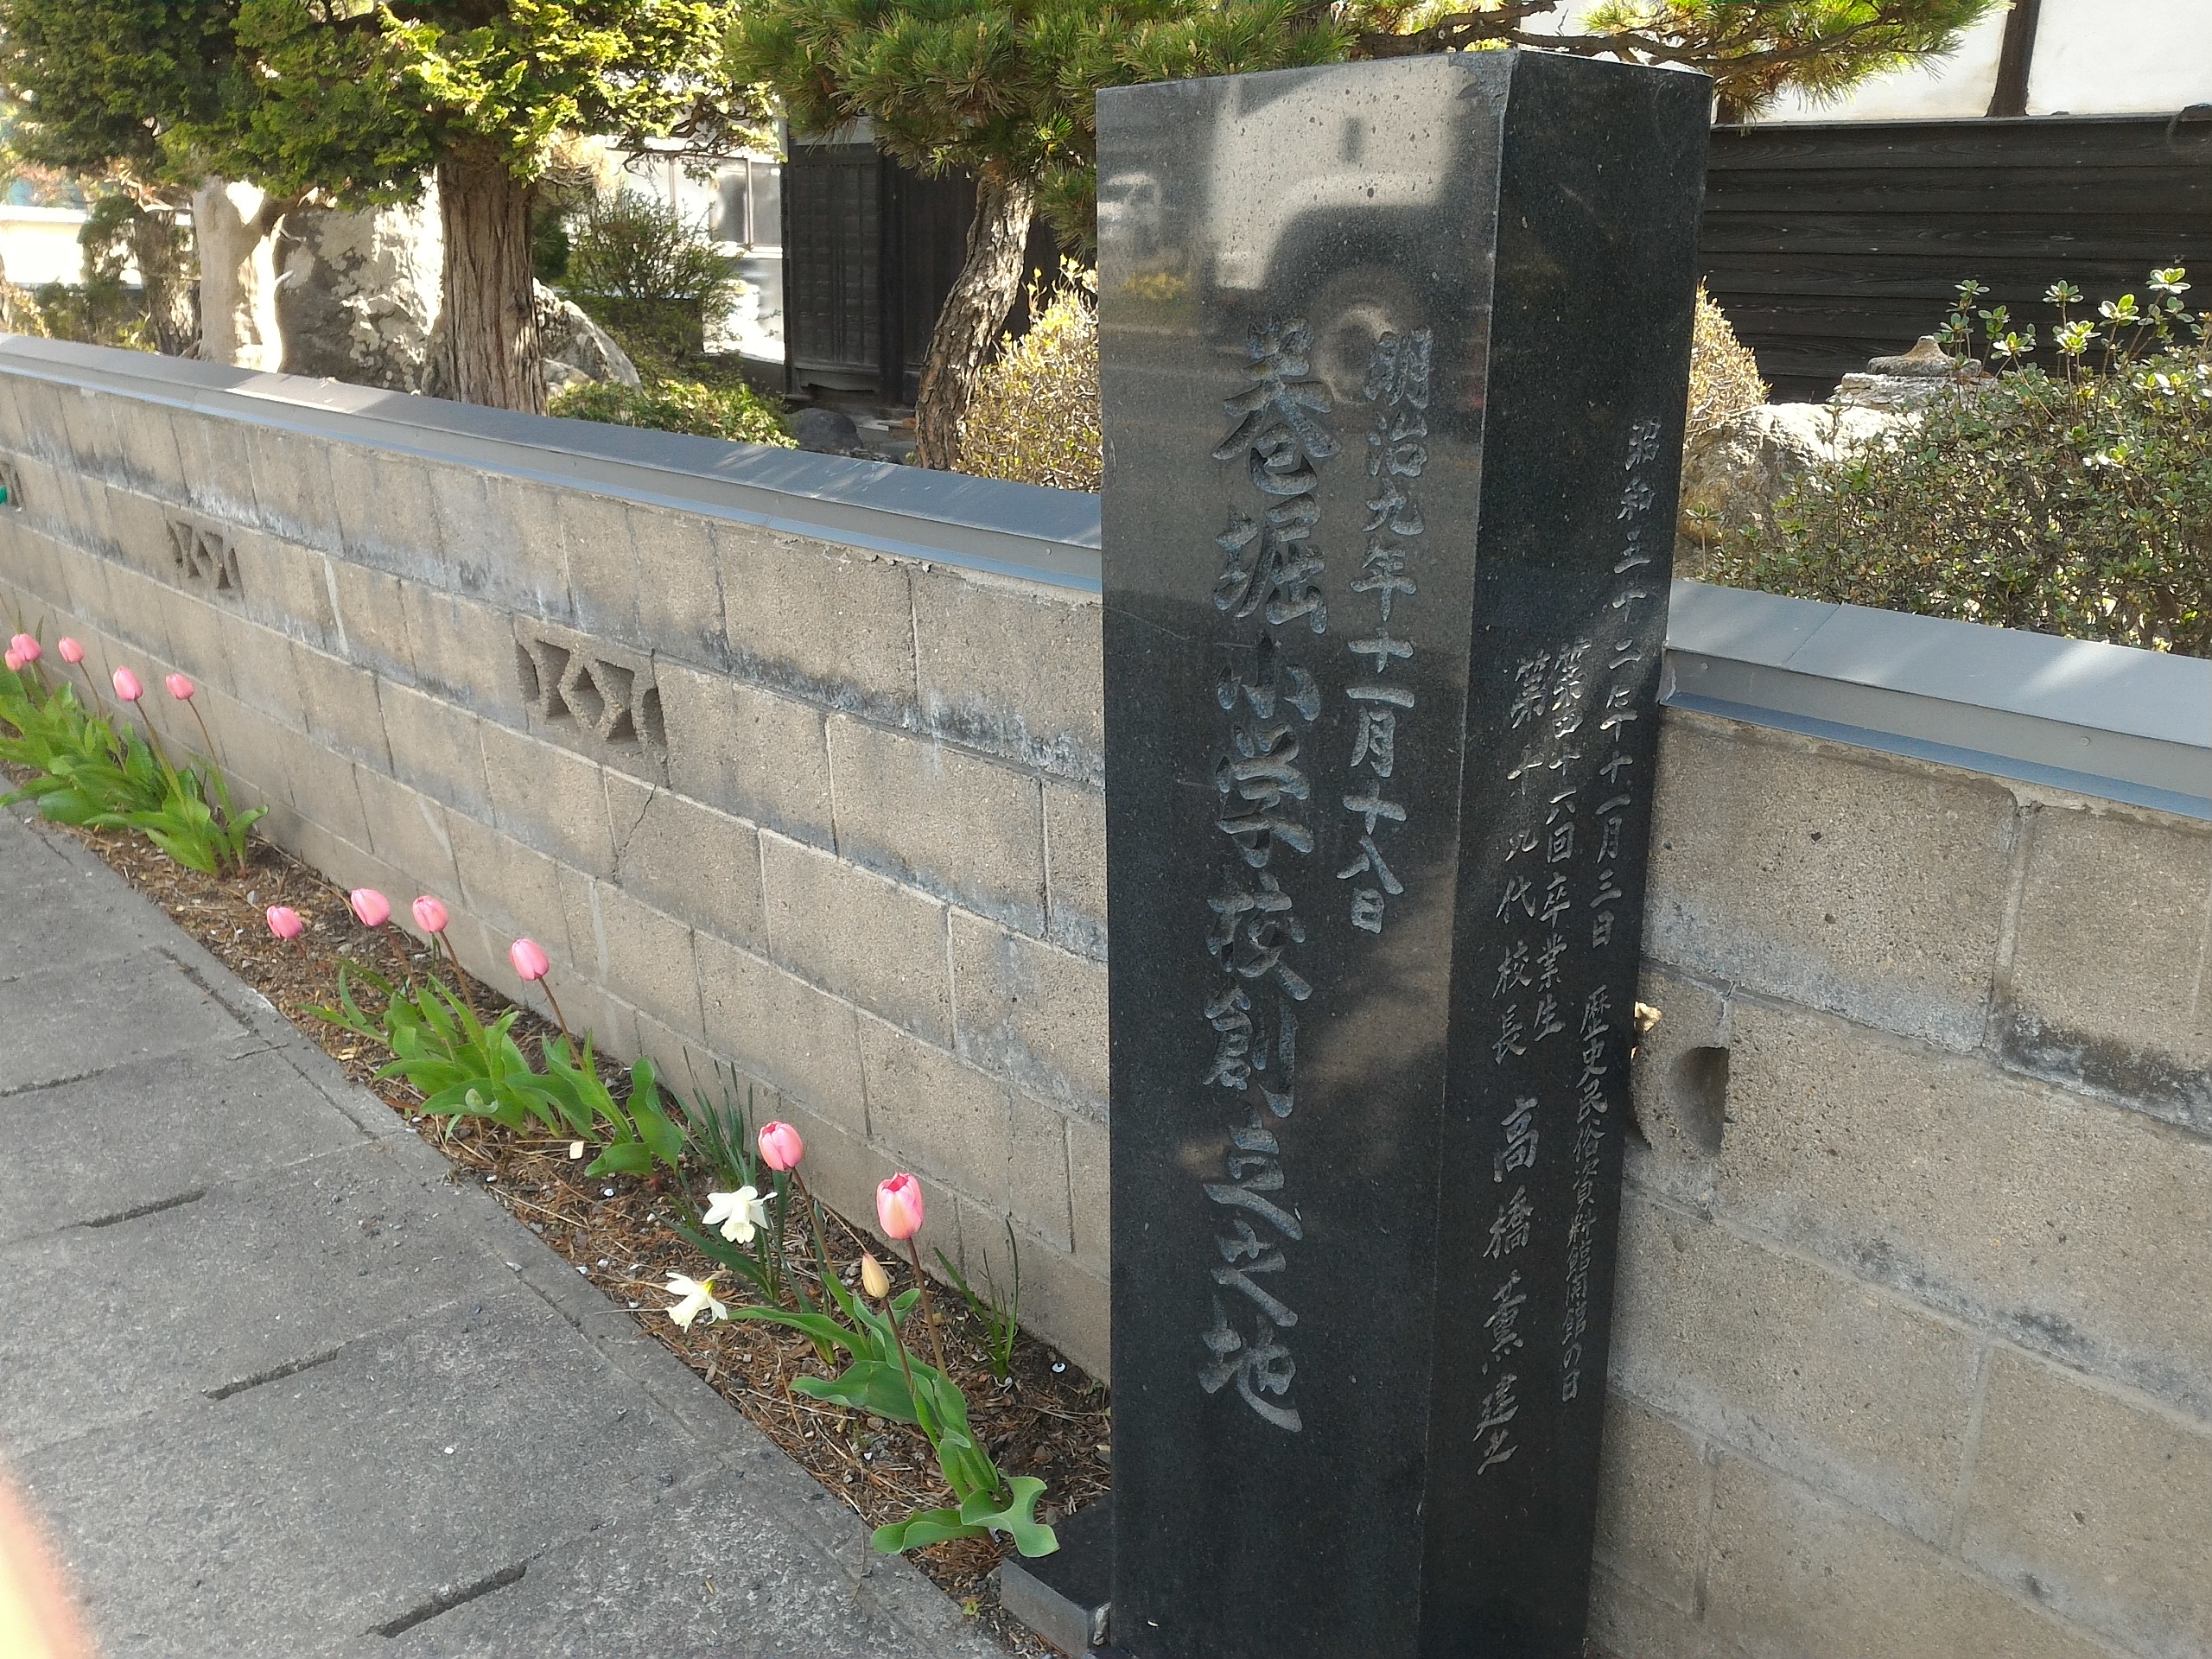 明治九年十一月十八日
巻堀小学校創立之地
昭和五十二年十一月三日 歴史民俗資料館開館の日
第四十六回卒業生
第十九代校長 高橋薫建之